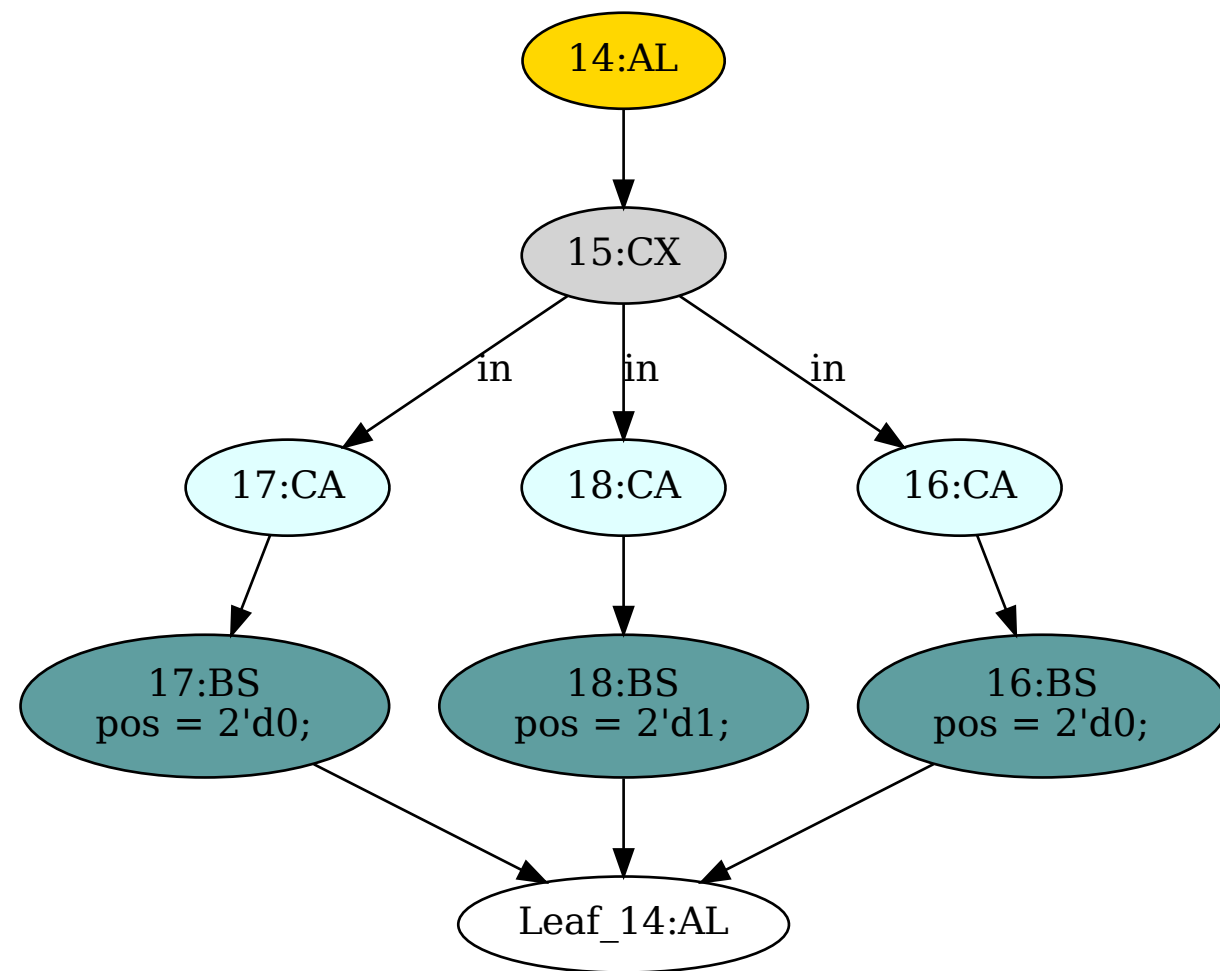 14:AL
15:CX
in
in
in
17:CA
18:CA
16:CA
17:BS
pos = 2'd0;
18:BS
pos = 2'd1;
16:BS
pos = 2'd0;
Leaf_14:AL